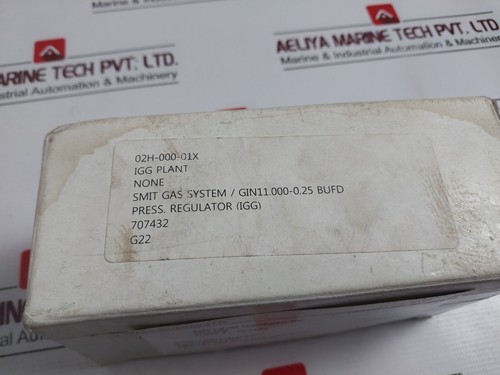 AELIYA MARINE TECH PVT. LTD.
Marine & Industrial Automation & Machinery
MARINE TECH PVT. LTD.
Industrial Automation & Machinery
02H-000-01X
IGG PLANT
NONE
SMIT GAS SYSTEM / GIN11.000-0.25 BUFD
PRESS. REGULATOR (IGG)
707432
G22